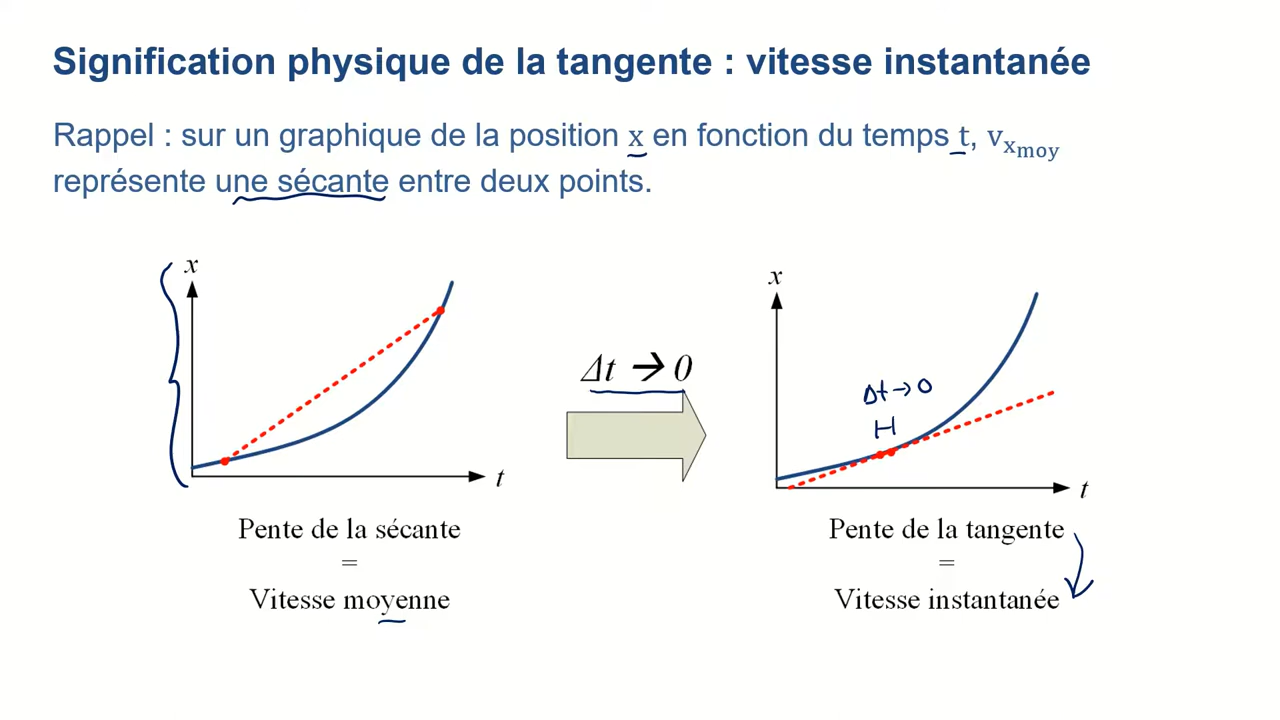 Signification physique de la tangente : vitesse instantanée
Rappel : sur un graphique de la position x en fonction du temps t, v_xmoy
représente une sécante entre deux points.
x
t
Pente de la sécante
=
Vitesse moyenne
Δt → 0
x
Δt → 0
t
Pente de la tangente
=
Vitesse instantanée